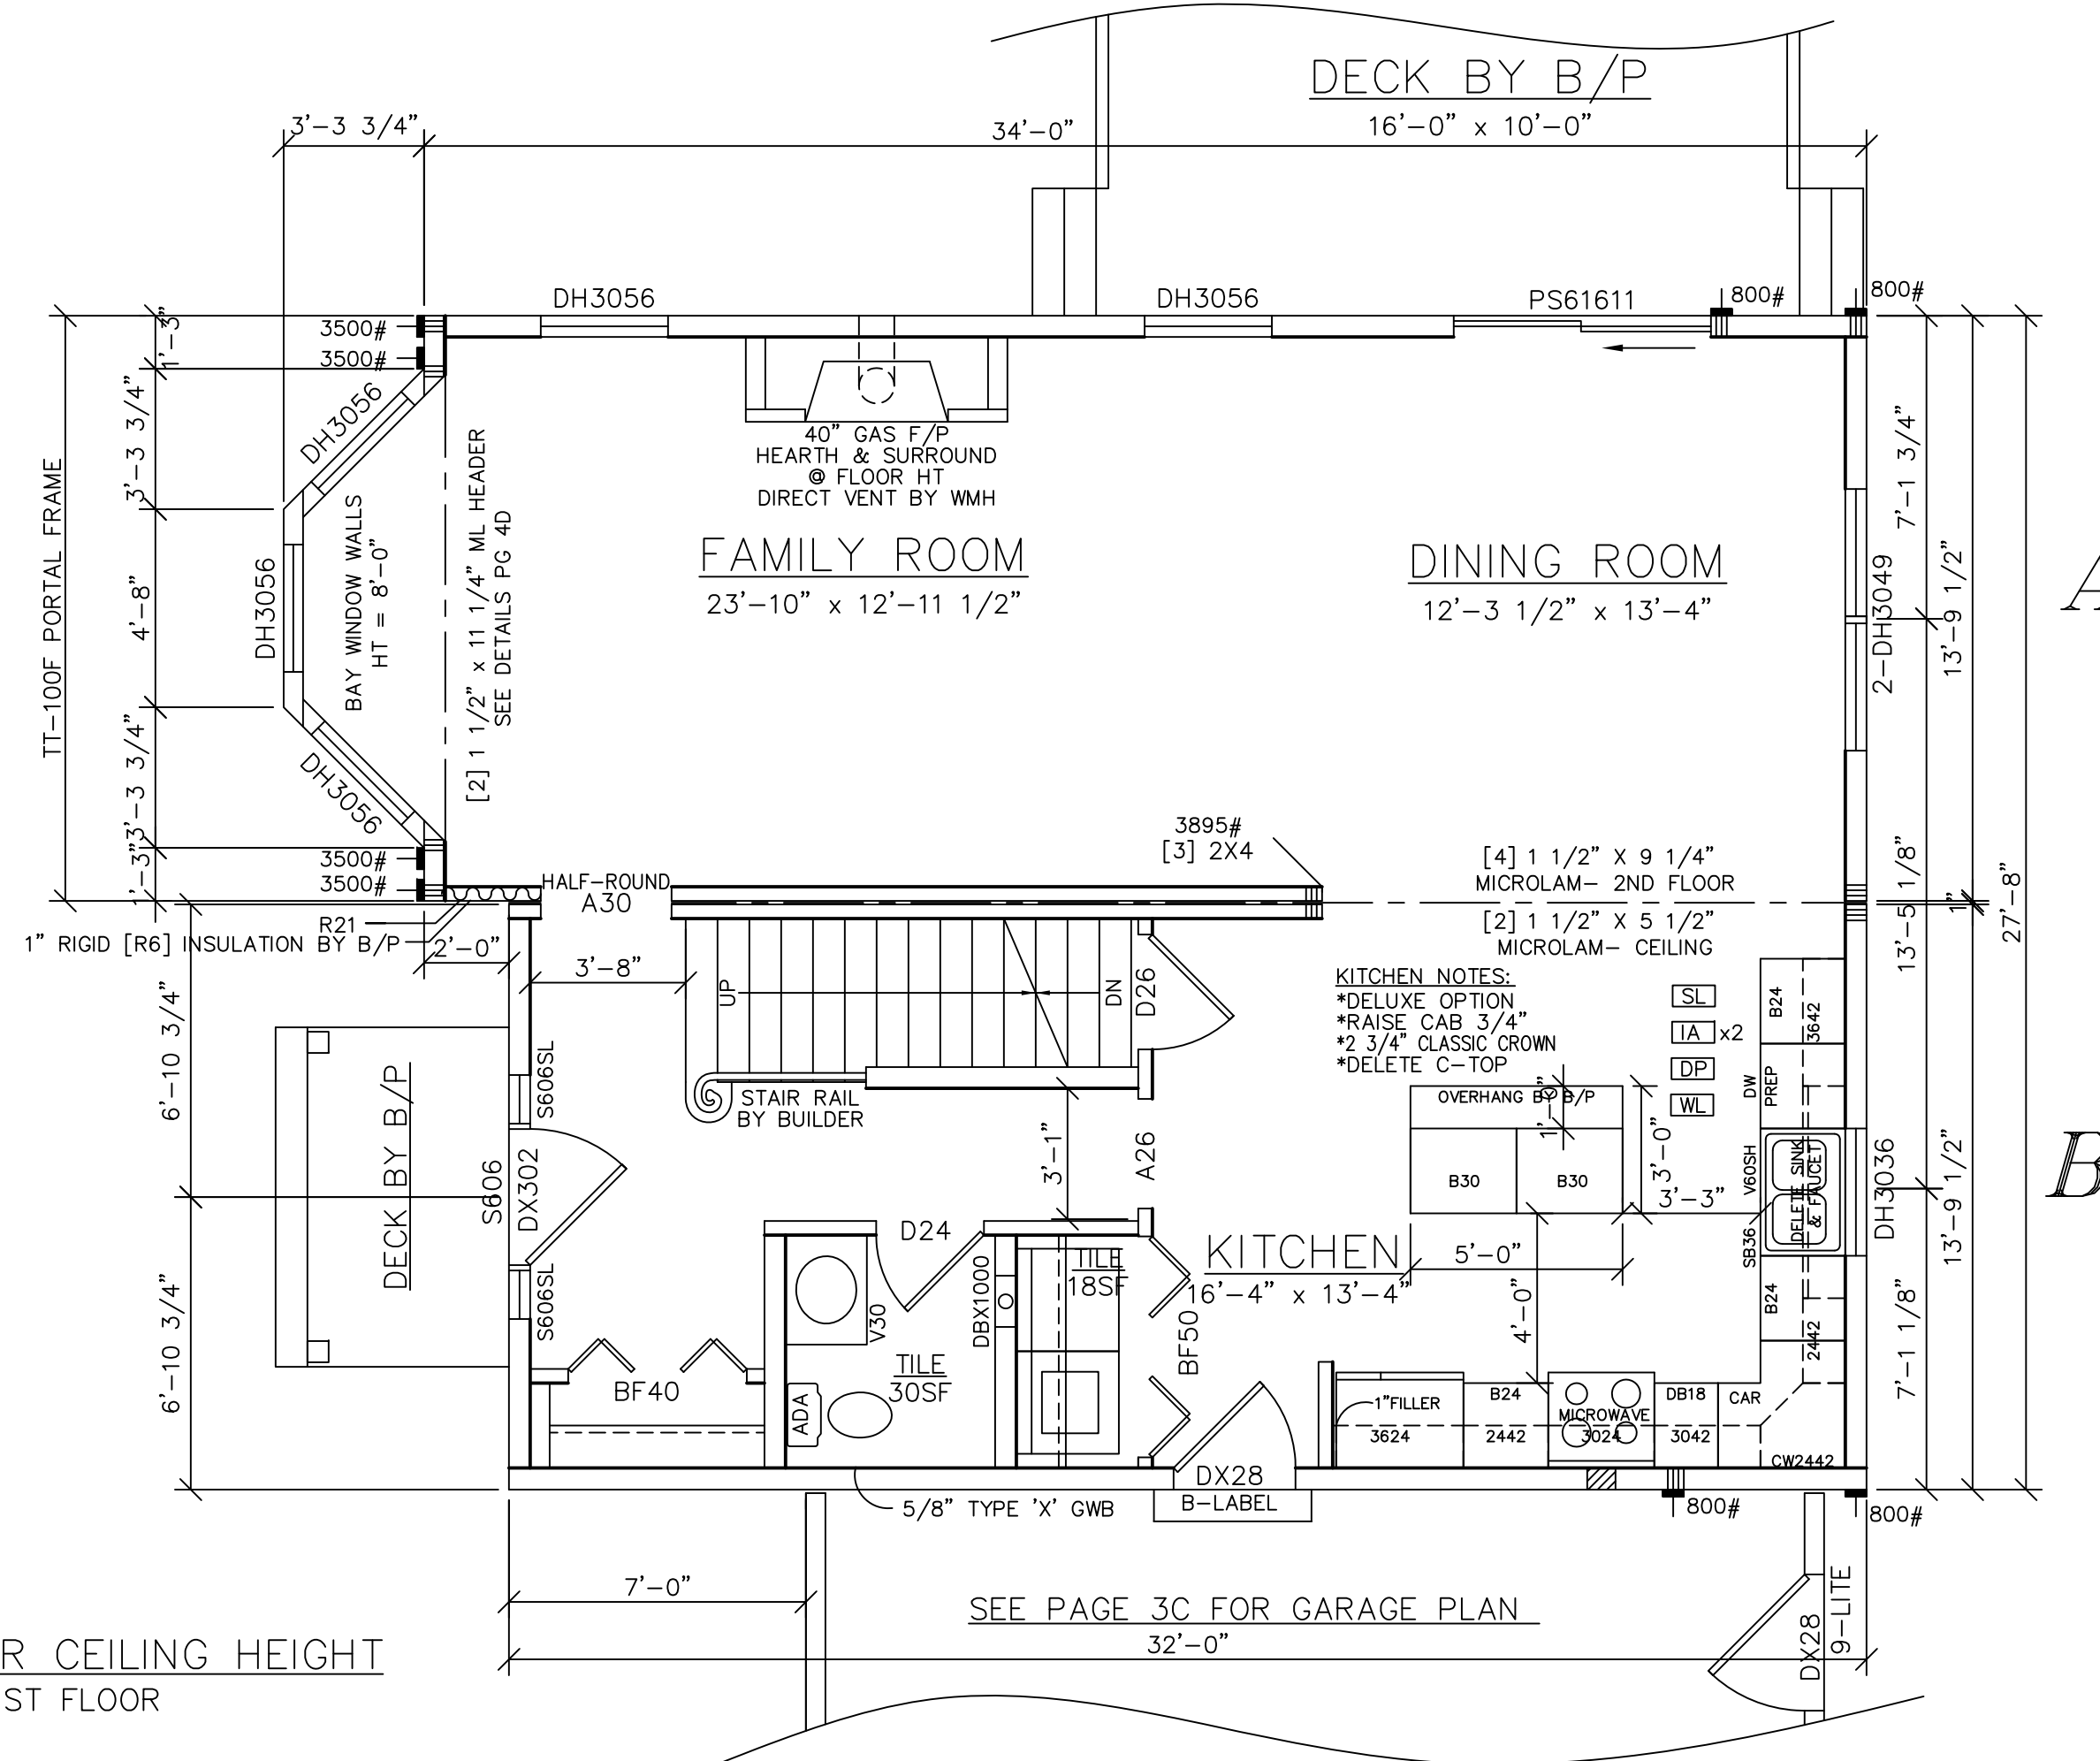 DECK BY B/P
16'-0" x 10'-0"
3'-3 3/4"
34'-0"
DH3056
DH3056
PS61611
800#
800#
3500#
3500#
1'-3"
3'-3 3/4"
4'-8"
3'-3 3/4"
1'-3"
TT-100F PORTAL FRAME
DH3056
DH3056
DH3056
BAY WINDOW WALLS
HT = 8'-0"
[2] 1 1/2" x 11 1/4" ML HEADER
SEE DETAILS PG 4D
40" GAS F/P
HEARTH & SURROUND
@ FLOOR HT
DIRECT VENT BY WMH
FAMILY ROOM
23'-10" x 12'-11 1/2"
DINING ROOM
12'-3 1/2" x 13'-4"
2-DH3049
7'-1 3/4"
13'-9 1/2"
13'-5 1/8"
1"
27'-8"
A
3500#
3500#
HALF-ROUND
A30
3895#
[3] 2X4
[4] 1 1/2" X 9 1/4"
MICROLAM- 2ND FLOOR
[2] 1 1/2" X 5 1/2"
MICROLAM- CEILING
R21
1" RIGID [R6] INSULATION BY B/P
2'-0"
3'-8"
UP
DN
D26
KITCHEN NOTES:
*DELUXE OPTION
*RAISE CAB 3/4"
*2 3/4" CLASSIC CROWN
*DELETE C-TOP
SL
IA x2
DP
WL
B24
3642
DW
PREP
6'-10 3/4"
6'-10 3/4"
DECK BY B/P
S606SL
S606
DX302
S606SL
STAIR RAIL
BY BUILDER
3'-1"
A26
OVERHANG BY B/P
1'-0"
3'-0"
B30
B30
3'-3"
V60SH
SB36
DELETE SINK
& FAUCET
DH3036
13'-9 1/2"
7'-1 1/8"
B
D24
KITCHEN
16'-4" x 13'-4"
5'-0"
4'-0"
TILE
18SF
DBX1000
V30
TILE
30SF
ADA
BF40
BF50
B24
2442
1"FILLER
3624
B24
2442
MICROWAVE
3024
DB18
3042
CAR
CW2442
DX28
B-LABEL
5/8" TYPE 'X' GWB
800#
800#
7'-0"
SEE PAGE 3C FOR GARAGE PLAN
32'-0"
DX28
9-LITE
R CEILING HEIGHT
ST FLOOR